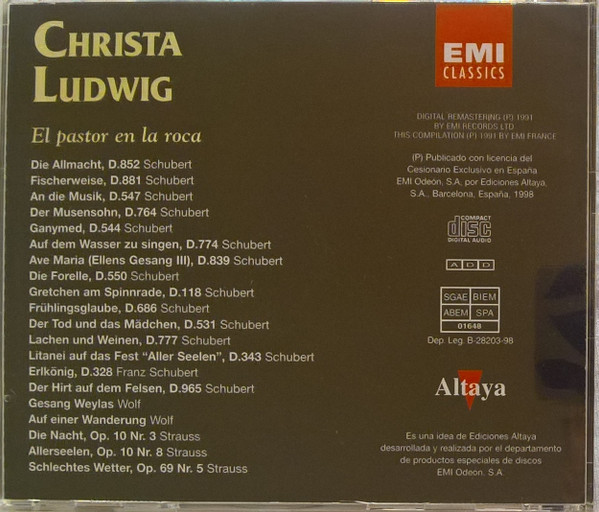 CHRISTA
LUDWIG
El pastor en la roca
Die Allmacht, D.852 Schubert
Fischerweise, D.881 Schubert
An die Musik, D.547 Schubert
Der Musensohn, D.764 Schubert
Ganymed, D.544 Schubert
Auf dem Wasser zu singen, D.774 Schubert
Ave Maria (Ellens Gesang III), D.839 Schubert
Die Forelle, D.550 Schubert
Gretchen am Spinnrade, D.118 Schubert
Frühlingsglaube, D.686 Schubert
Der Tod und das Mädchen, D.531 Schubert
Lachen und Weinen, D.777 Schubert
Litanei auf das Fest “Aller Seelen”, D.343 Schubert
Erlkönig, D.328 Franz Schubert
Der Hirt auf dem Felsen, D.965 Schubert
Gesang Weylas Wolf
Auf einer Wanderung Wolf
Die Nacht, Op. 10 Nr. 3 Strauss
Allerseelen, Op. 10 Nr. 8 Strauss
Schlechtes Wetter, Op. 69 Nr. 5 Strauss
EMI
CLASSICS
DIGITAL REMASTERING (P) 1991
BY EMI RECORDS LTD
THIS COMPILATION (P) 1991 BY EMI FRANCE
(P) Publicado con licencia del
Cesionario Exclusivo en España
EMI Odeón, S.A, por Ediciones Altaya,
S.A., Barcelona, España, 1998
COMPACT
disc
DIGITAL AUDIO
A D D
SGAE BIEM
ABEM SPA
01648
Dep. Leg. B-28203-98
Altaya
Es una idea de Ediciones Altaya
desarrollada y realizada por el departamento
de productos especiales de discos
EMI Odeón, S.A